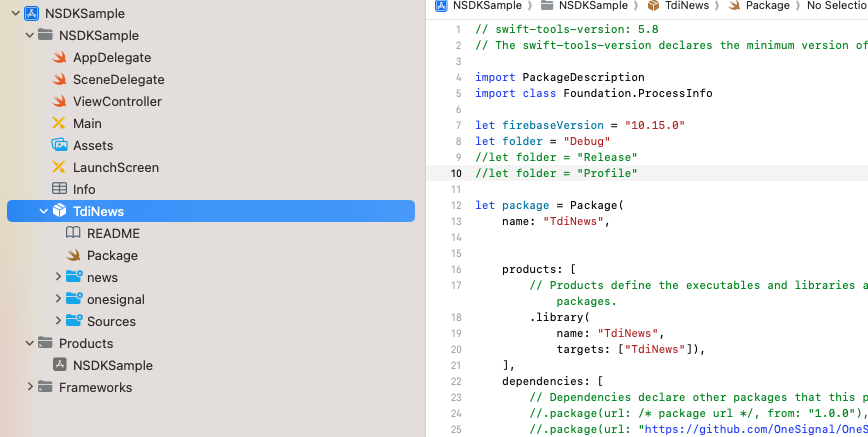 NSDKSample
NSDKSample
AppDelegate
SceneDelegate
ViewController
Main
Assets
LaunchScreen
Info
TdiNews
README
Package
news
onesignal
Sources
Products
NSDKSample
Frameworks
NSDKSample 〉 NSDKSample 〉 TdiNews 〉 Package 〉 No Selectio
1 // swift-tools-version: 5.8
2 // The swift-tools-version declares the minimum version of
3
4 import PackageDescription
5 import class Foundation.ProcessInfo
6
7 let firebaseVersion = "10.15.0"
8 let folder = "Debug"
9 //let folder = "Release"
10 //let folder = "Profile"
11
12 let package = Package(
13 name: "TdiNews",
14
15
16 products: [
17 // Products define the executables and libraries a
packages.
18 .library(
19 name: "TdiNews",
20 targets: ["TdiNews"]),
21 ],
22 dependencies: [
23 // Dependencies declare other packages that this p
24 //.package(url: /* package url */, from: "1.0.0"),
25 //.package(url: "https://github.com/OneSignal/OneS